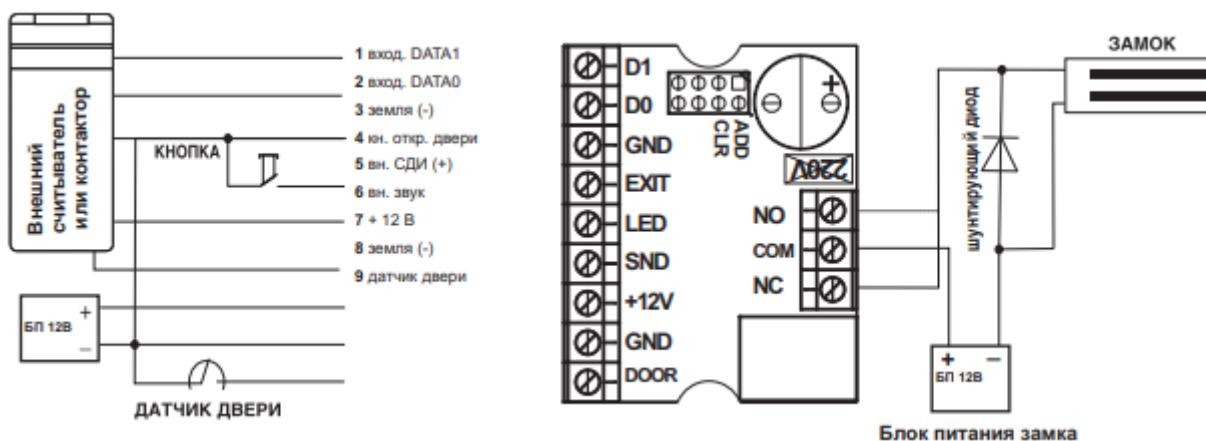 Внешний
считыватель
или контактор
КНОПКА
1 вход. DATA1
2 вход. DATA0
3 земля (-)
4 кн. откр. двери
5 вн. СДИ (+)
6 вн. звук
7 + 12 В
8 земля (-)
9 датчик двери
БП 12В
+
–
ДАТЧИК ДВЕРИ
D1
D0
GND
EXIT
LED
SND
+12V
GND
DOOR
ADD
CLR
+
220V
NO
COM
NC
шунтирующий диод
ЗАМОК
+ –
БП 12В
Блок питания замка